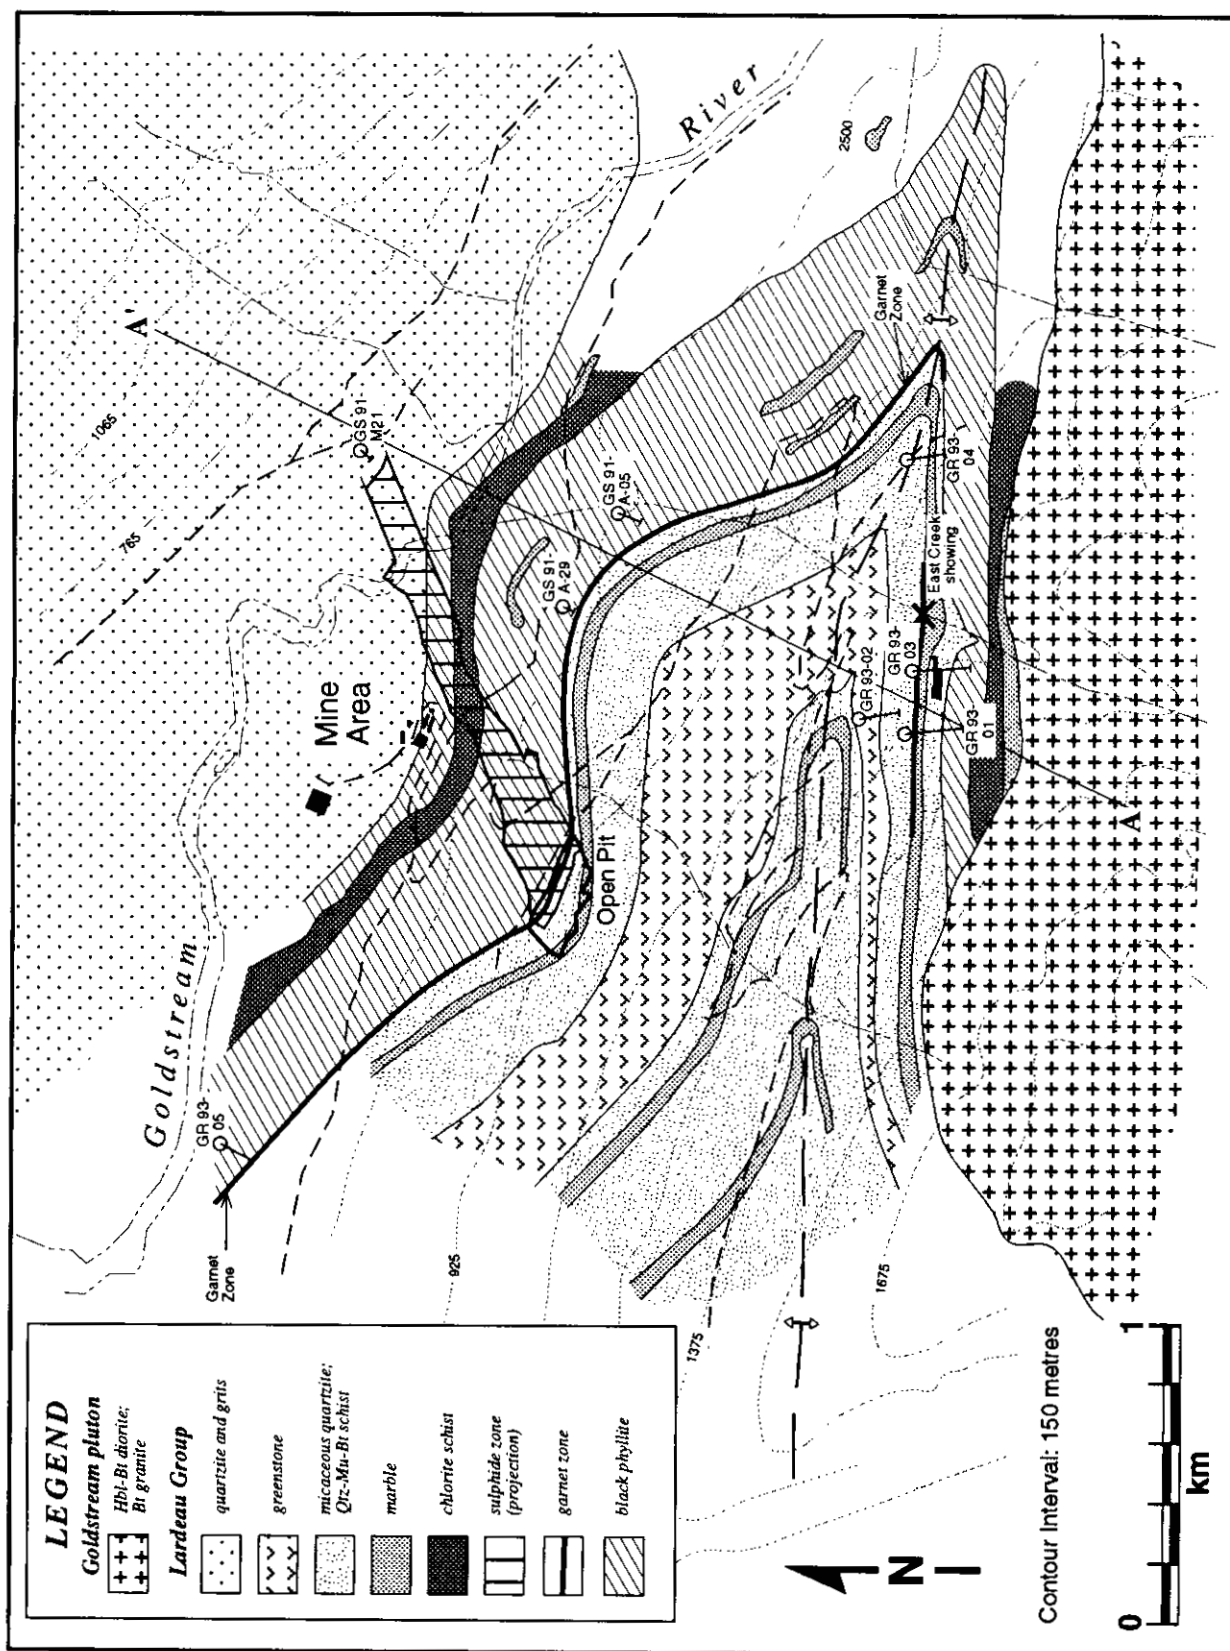 LEGEND
Goldstream pluton
Hbl-Bt diorite;
Bt granite
Lardeau Group
quartzite and grits
greenstone
micaceous quartzite;
Qtz-Mu-Bt schist
marble
chlorite schist
sulphide zone
(projection)
garnet zone
black phyllite
N
Contour Interval: 150 metres
0
1
km
Goldstream
River
Mine
Area
Open Pit
GR 93-
05
Garnet
Zone
925
1375
1675
765
1065
2500
A'
A
GS 91-
M21
GS 91-
A-29
GS 91-
A-05
Garnet
Zone
GR 93-02
GR 93-
03
GR 93-
01
GR 93-
04
East Creek
showing